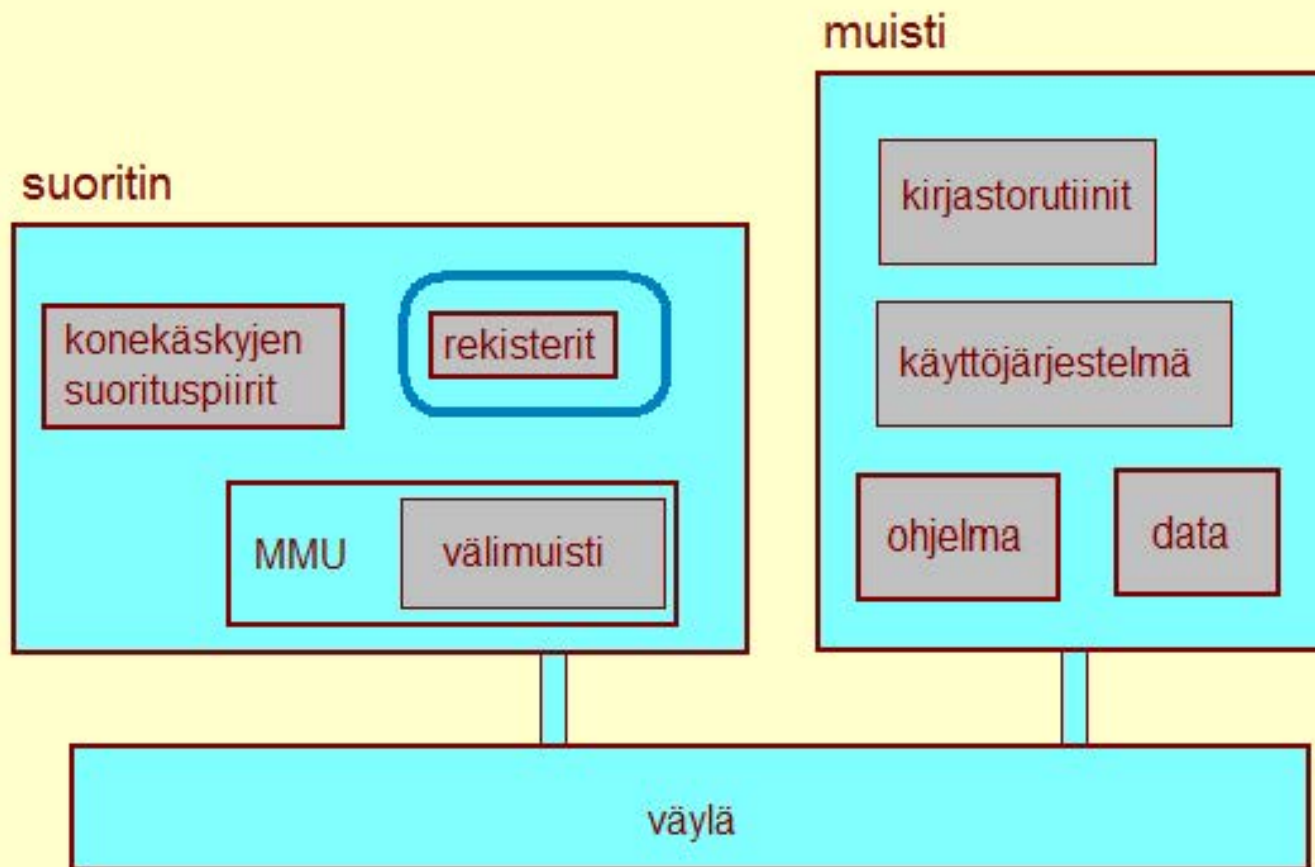 muisti
suoritin
kirjastorutiinit
konekäskyjen
suorituspiirit
rekisterit
käyttöjärjestelmä
MMU
välimuisti
ohjelma
data
väylä